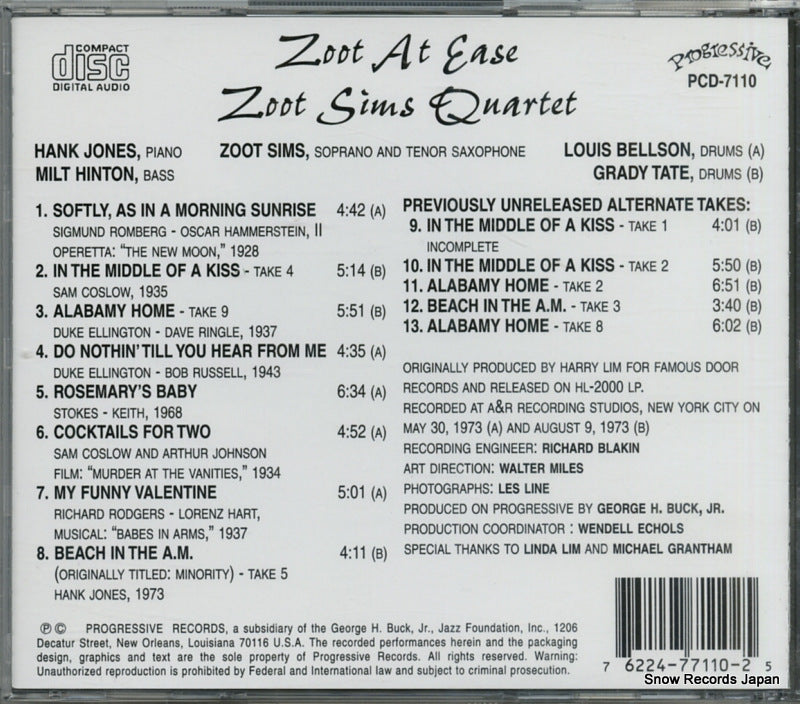 COMPACT
disc
DIGITAL AUDIO
Zoot At Ease
Zoot Sims Quartet
Progressive
PCD-7110
HANK JONES, PIANO
MILT HINTON, BASS
ZOOT SIMS, SOPRANO AND TENOR SAXOPHONE
LOUIS BELLSON, DRUMS (A)
GRADY TATE, DRUMS (B)
1. SOFTLY, AS IN A MORNING SUNRISE 4:42 (A)
SIGMUND ROMBERG - OSCAR HAMMERSTEIN, II
OPERETTA: "THE NEW MOON," 1928
2. IN THE MIDDLE OF A KISS - TAKE 4 5:14 (B)
SAM COSLOW, 1935
3. ALABAMY HOME - TAKE 9 5:51 (B)
DUKE ELLINGTON - DAVE RINGLE, 1937
4. DO NOTHIN' TILL YOU HEAR FROM ME 4:35 (A)
DUKE ELLINGTON - BOB RUSSELL, 1943
5. ROSEMARY'S BABY 6:34 (A)
STOKES - KEITH, 1968
6. COCKTAILS FOR TWO 4:52 (A)
SAM COSLOW AND ARTHUR JOHNSON
FILM: "MURDER AT THE VANITIES," 1934
7. MY FUNNY VALENTINE 5:01 (A)
RICHARD RODGERS - LORENZ HART,
MUSICAL: "BABES IN ARMS," 1937
8. BEACH IN THE A.M. 4:11 (B)
(ORIGINALLY TITLED: MINORITY) - TAKE 5
HANK JONES, 1973
PREVIOUSLY UNRELEASED ALTERNATE TAKES:
9. IN THE MIDDLE OF A KISS - TAKE 1 4:01 (B)
INCOMPLETE
10. IN THE MIDDLE OF A KISS - TAKE 2 5:50 (B)
11. ALABAMY HOME - TAKE 2 6:51 (B)
12. BEACH IN THE A.M. - TAKE 3 3:40 (B)
13. ALABAMY HOME - TAKE 8 6:02 (B)
ORIGINALLY PRODUCED BY HARRY LIM FOR FAMOUS DOOR
RECORDS AND RELEASED ON HL-2000 LP.
RECORDED AT A&R RECORDING STUDIOS, NEW YORK CITY ON
MAY 30, 1973 (A) AND AUGUST 9, 1973 (B)
RECORDING ENGINEER: RICHARD BLAKIN
ART DIRECTION: WALTER MILES
PHOTOGRAPHS: LES LINE
PRODUCED ON PROGRESSIVE BY GEORGE H. BUCK, JR.
PRODUCTION COORDINATOR : WENDELL ECHOLS
SPECIAL THANKS TO LINDA LIM AND MICHAEL GRANTHAM
℗ © PROGRESSIVE RECORDS, a subsidiary of the George H. Buck, Jr., Jazz Foundation, Inc., 1206
Decatur Street, New Orleans, Louisiana 70116 U.S.A. The recorded performances herein and the packaging
design, graphics and text are the sole property of Progressive Records. All rights reserved. Warning:
Unauthorized reproduction is prohibited by Federal and International law and subject to criminal prosecution.
7 62247-7110-2 5
Snow Records Japan